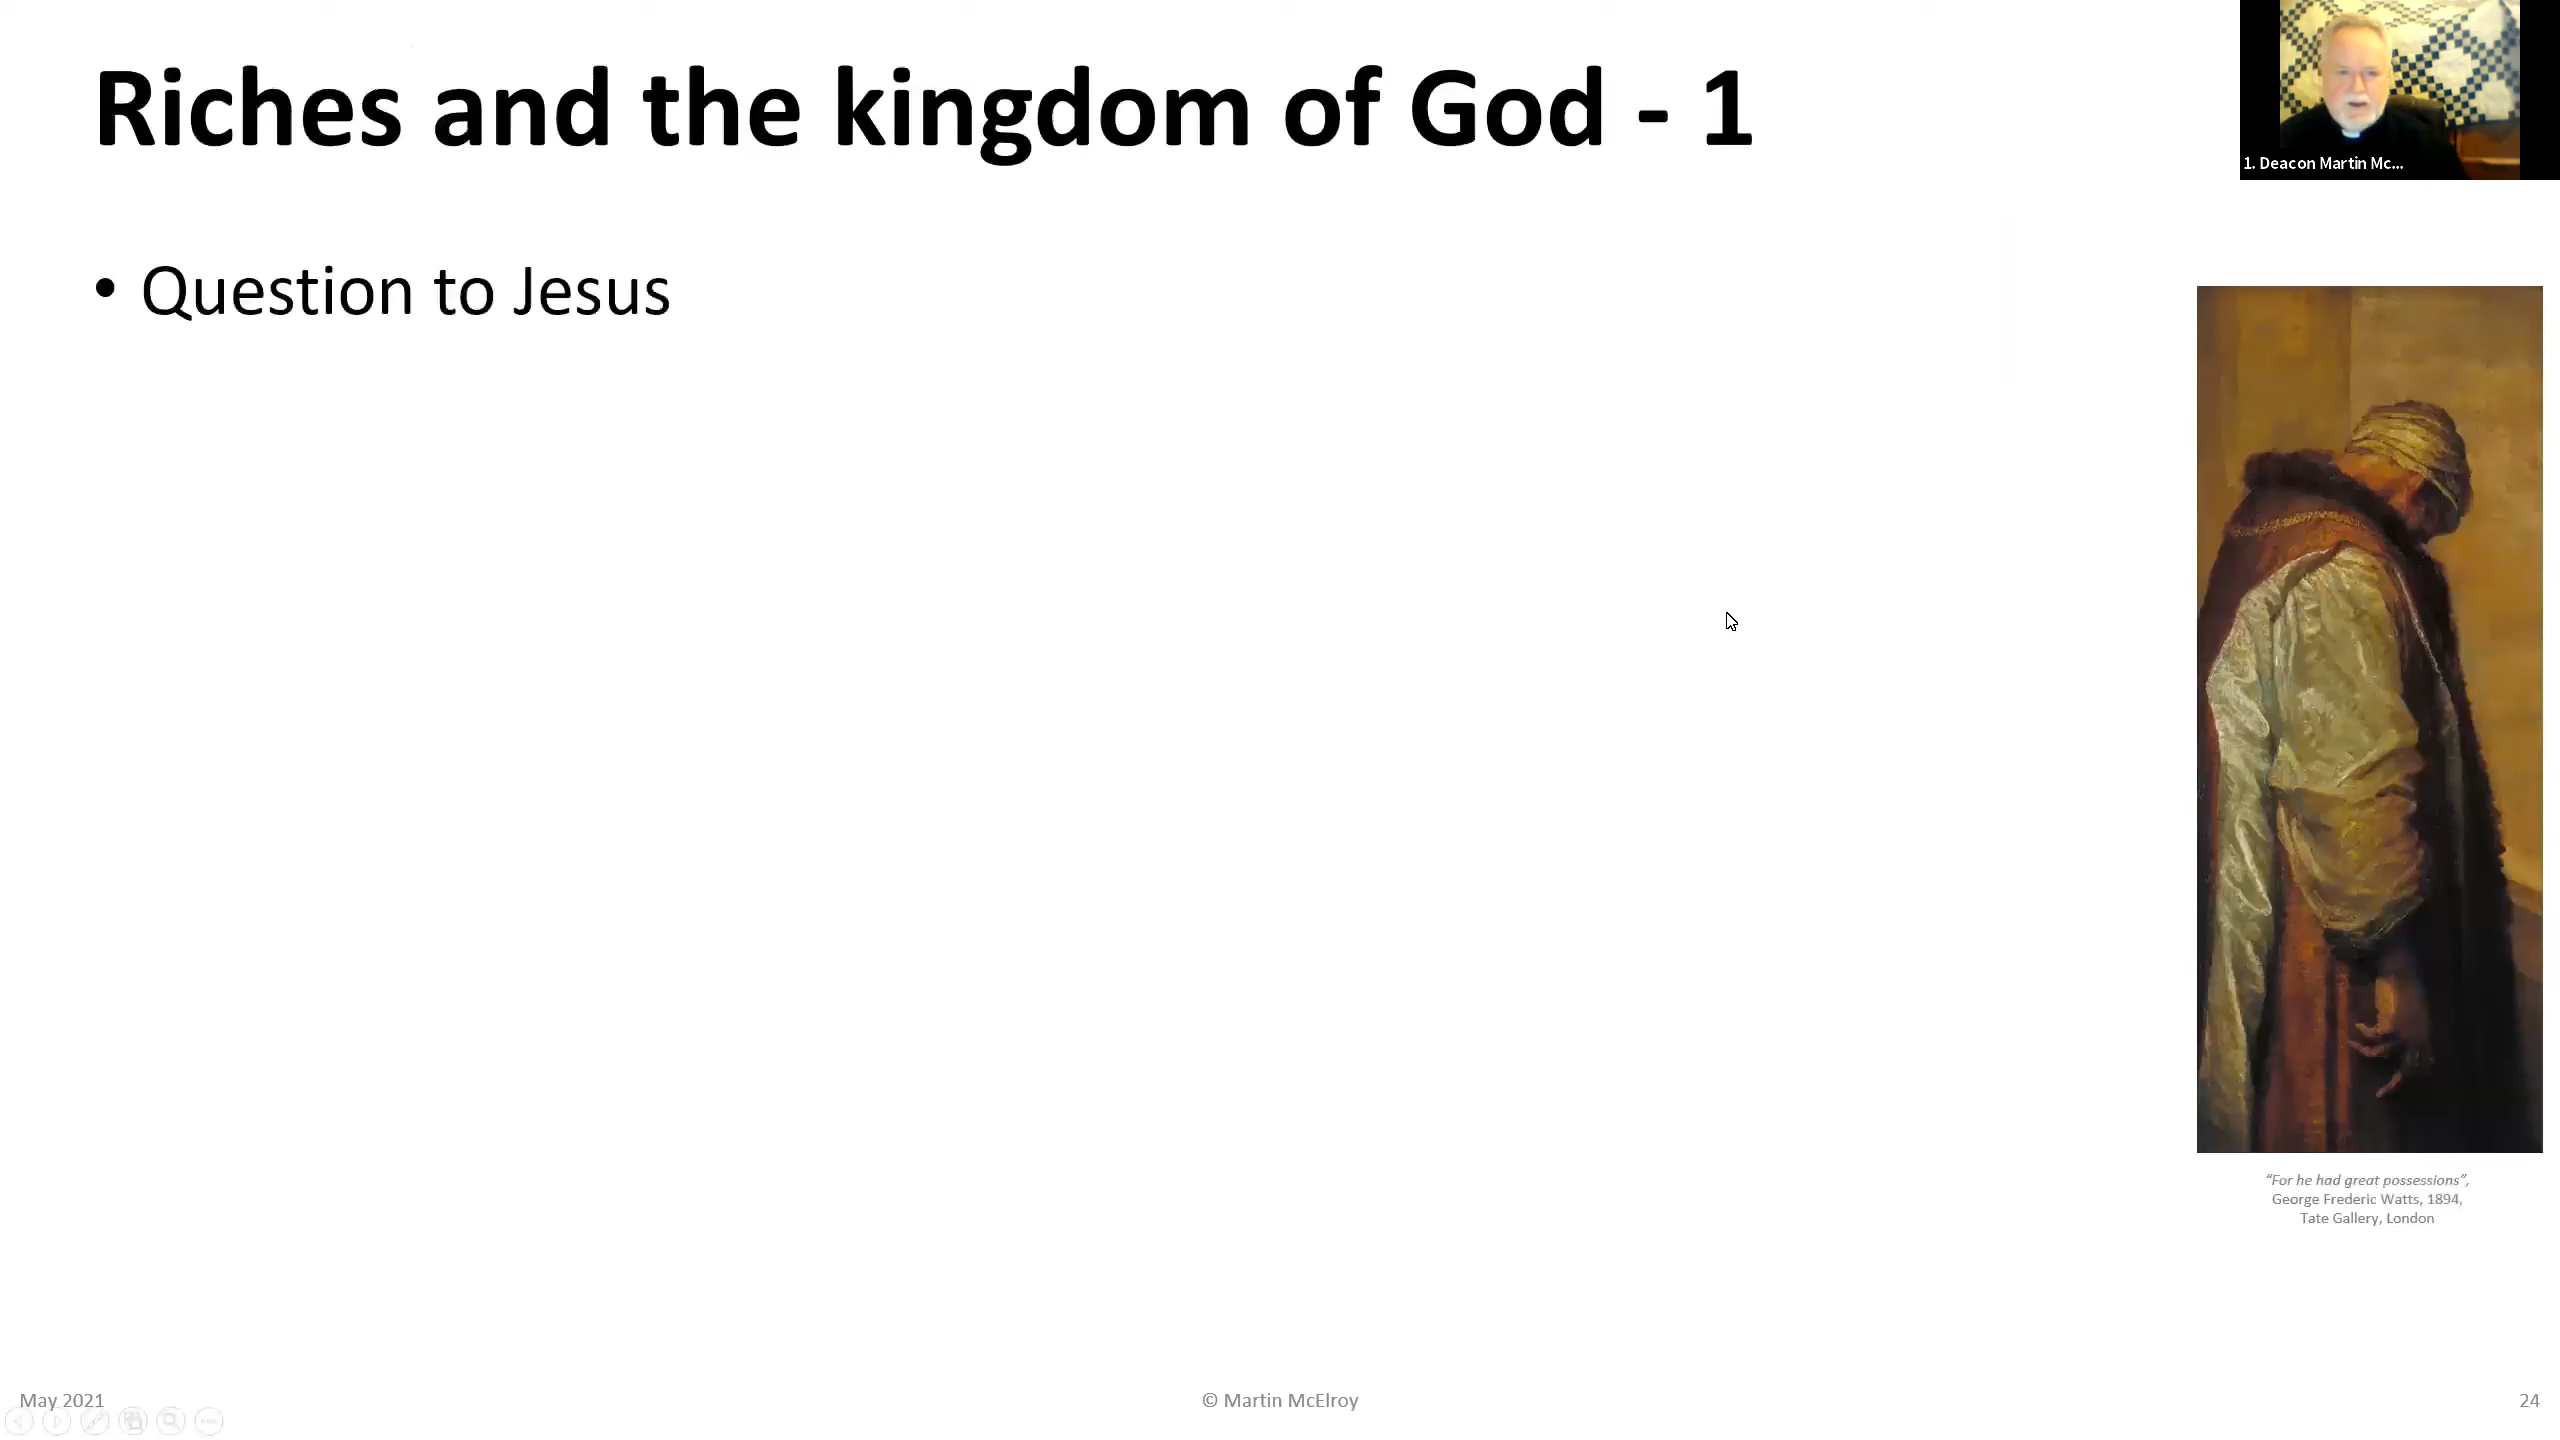 Riches and the kingdom of God - 1
1. Deacon Martin Mc...
• Question to Jesus
“For he had great possessions”,
George Frederic Watts, 1894,
Tate Gallery, London
May 2021
© Martin McElroy
24